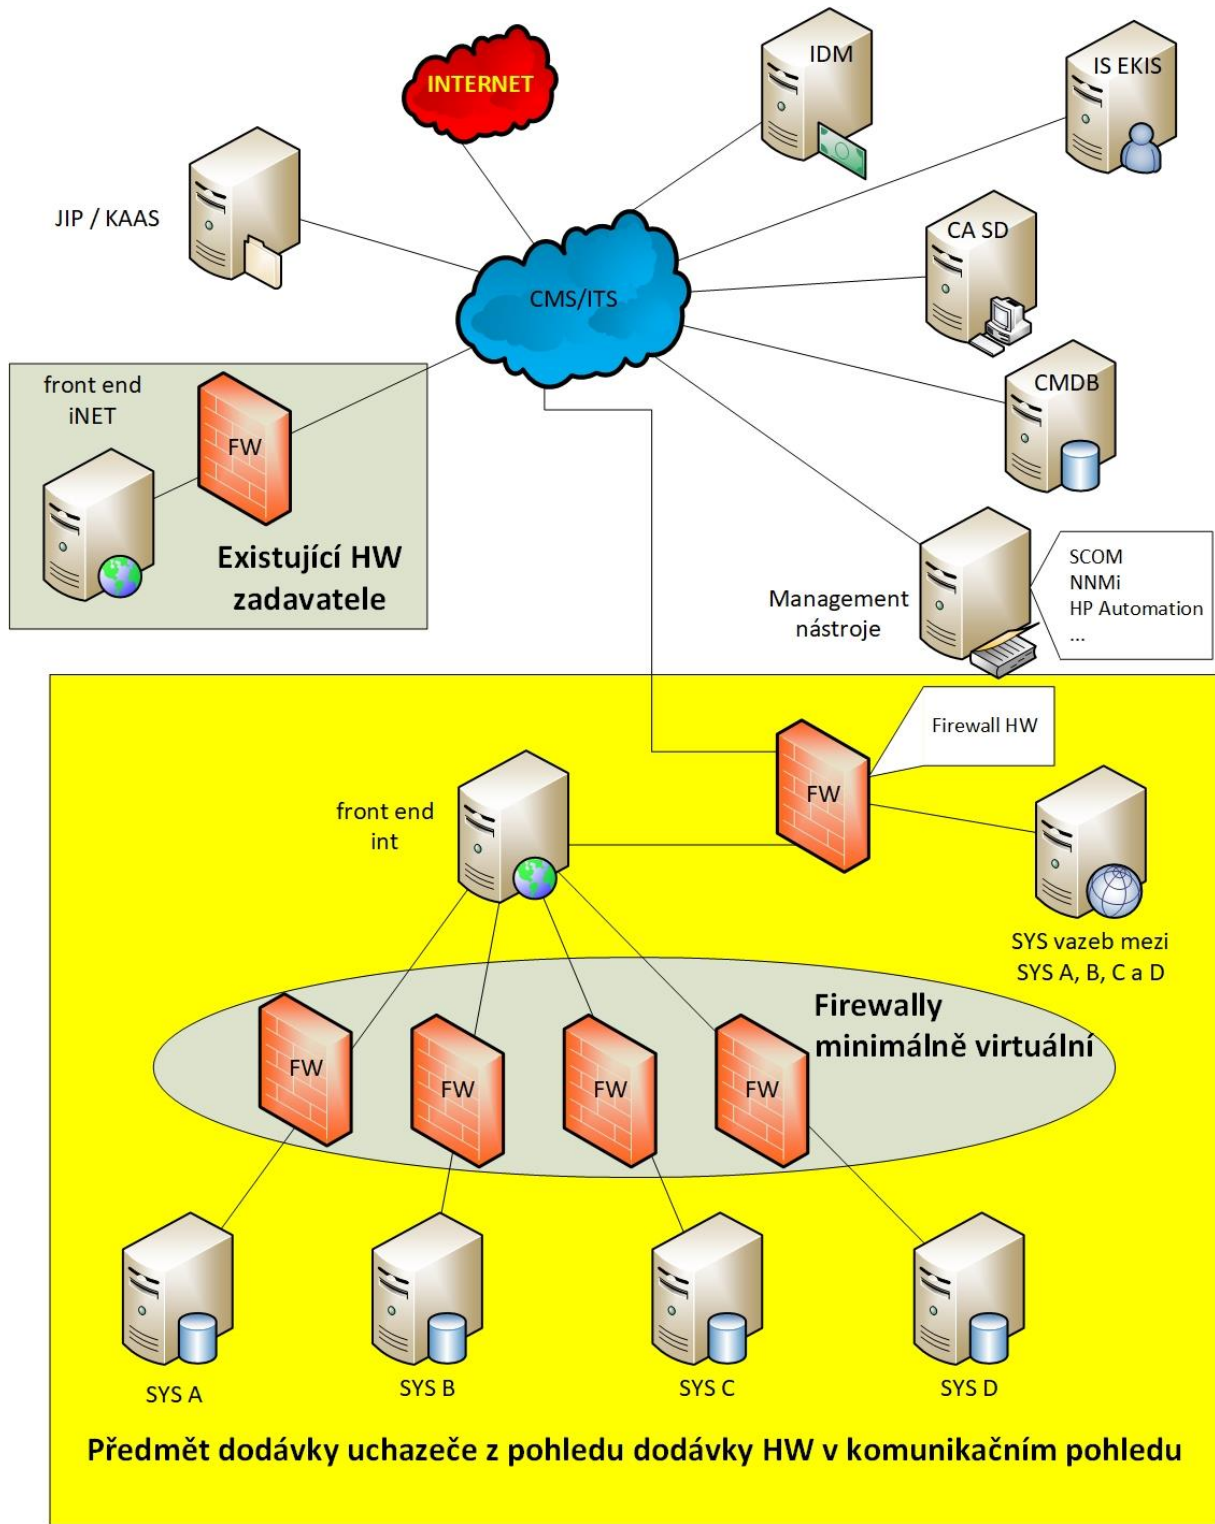 INTERNET
IDM
IS EKIS
JIP / KAAS
CA SD
CMS/ITS
CMDB
front end
iNET
FW
Existující HW
zadavatele
Management
nástroje
SCOM
NNMi
HP Automation
...
Firewall HW
FW
front end
int
SYS vazeb mezi
SYS A, B, C a D
Firewally
minimálně virtuální
FW
FW
FW
FW
SYS A
SYS B
SYS C
SYS D
Předmět dodávky uchazeče z pohledu dodávky HW v komunikačním pohledu